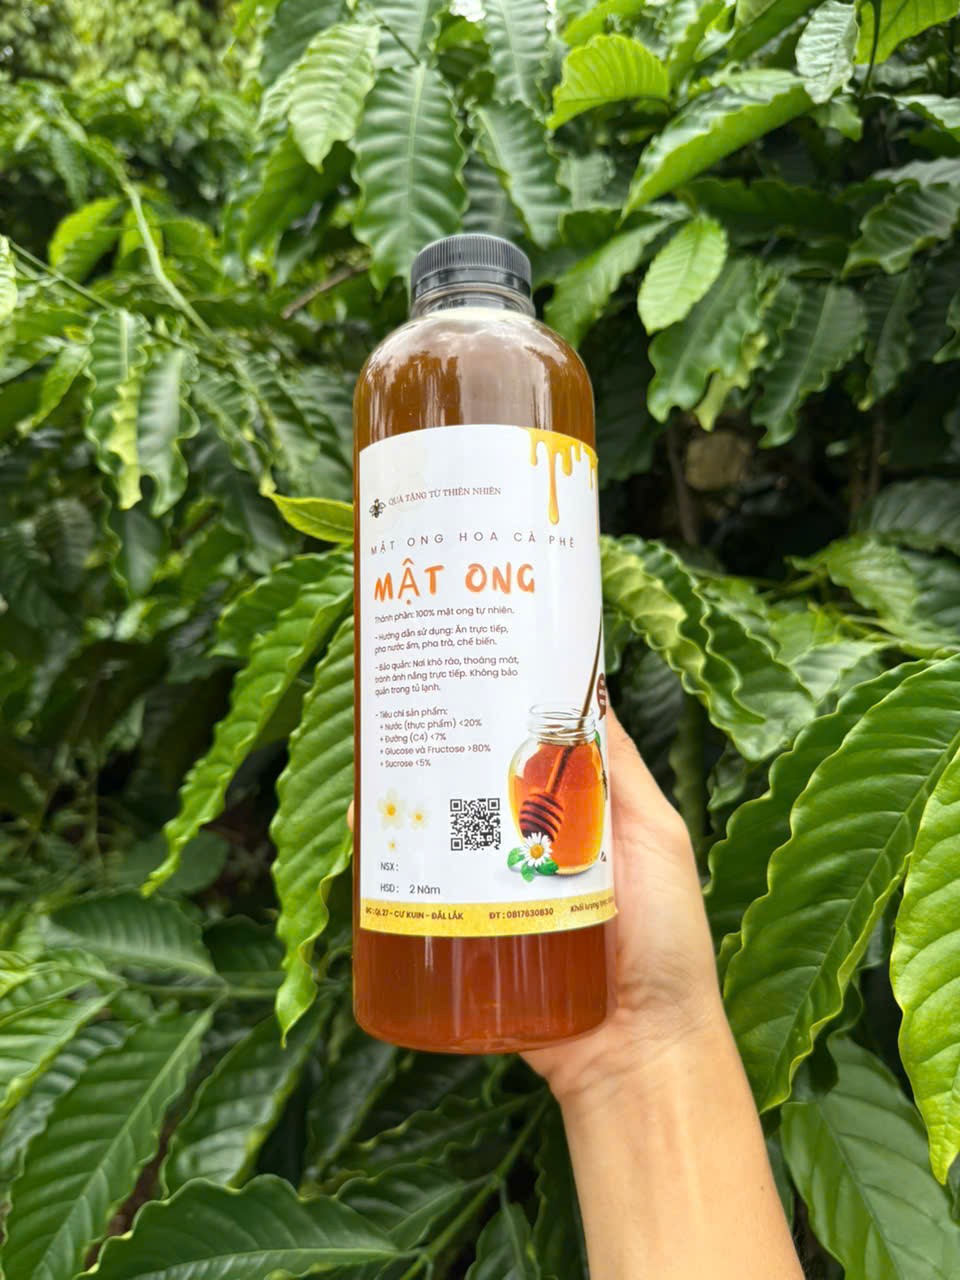 QUÀ TẶNG TỪ THIÊN NHIÊN
MẬT ONG HOA CÀ PHÊ
MẬT ONG
Thành phần: 100% mật ong tự nhiên.
- Hướng dẫn sử dụng: Ăn trực tiếp,
pha nước ấm, pha trà, chế biến.
- Bảo quản: Nơi khô ráo, thoáng mát,
tránh ánh nắng trực tiếp. Không bảo
quản trong tủ lạnh.
- Tiêu chí sản phẩm:
+ Nước (thực phẩm) <20%
+ Đường (C4) <7%
+ Glucose và Fructose >80%
+ Sucrose <5%
NSX :
HSD : 2 Năm
ĐC : QL 27 - CƯ KUIN - ĐẮL LẮK ĐT : 0817630830 Khối lượng